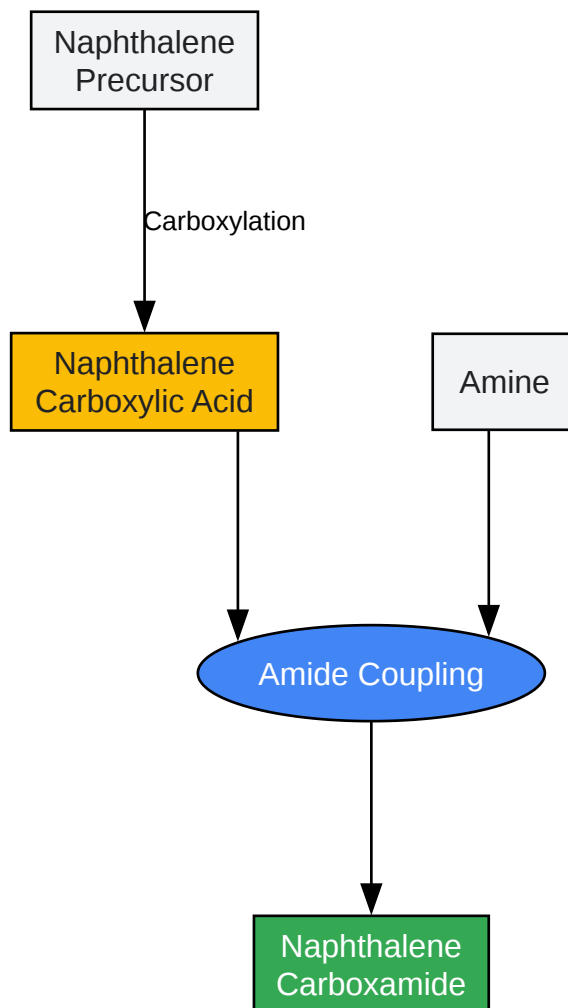 Naphthalene
Precursor
Carboxylation
Naphthalene
Carboxylic Acid
Amine
Amide Coupling
Naphthalene
Carboxamide